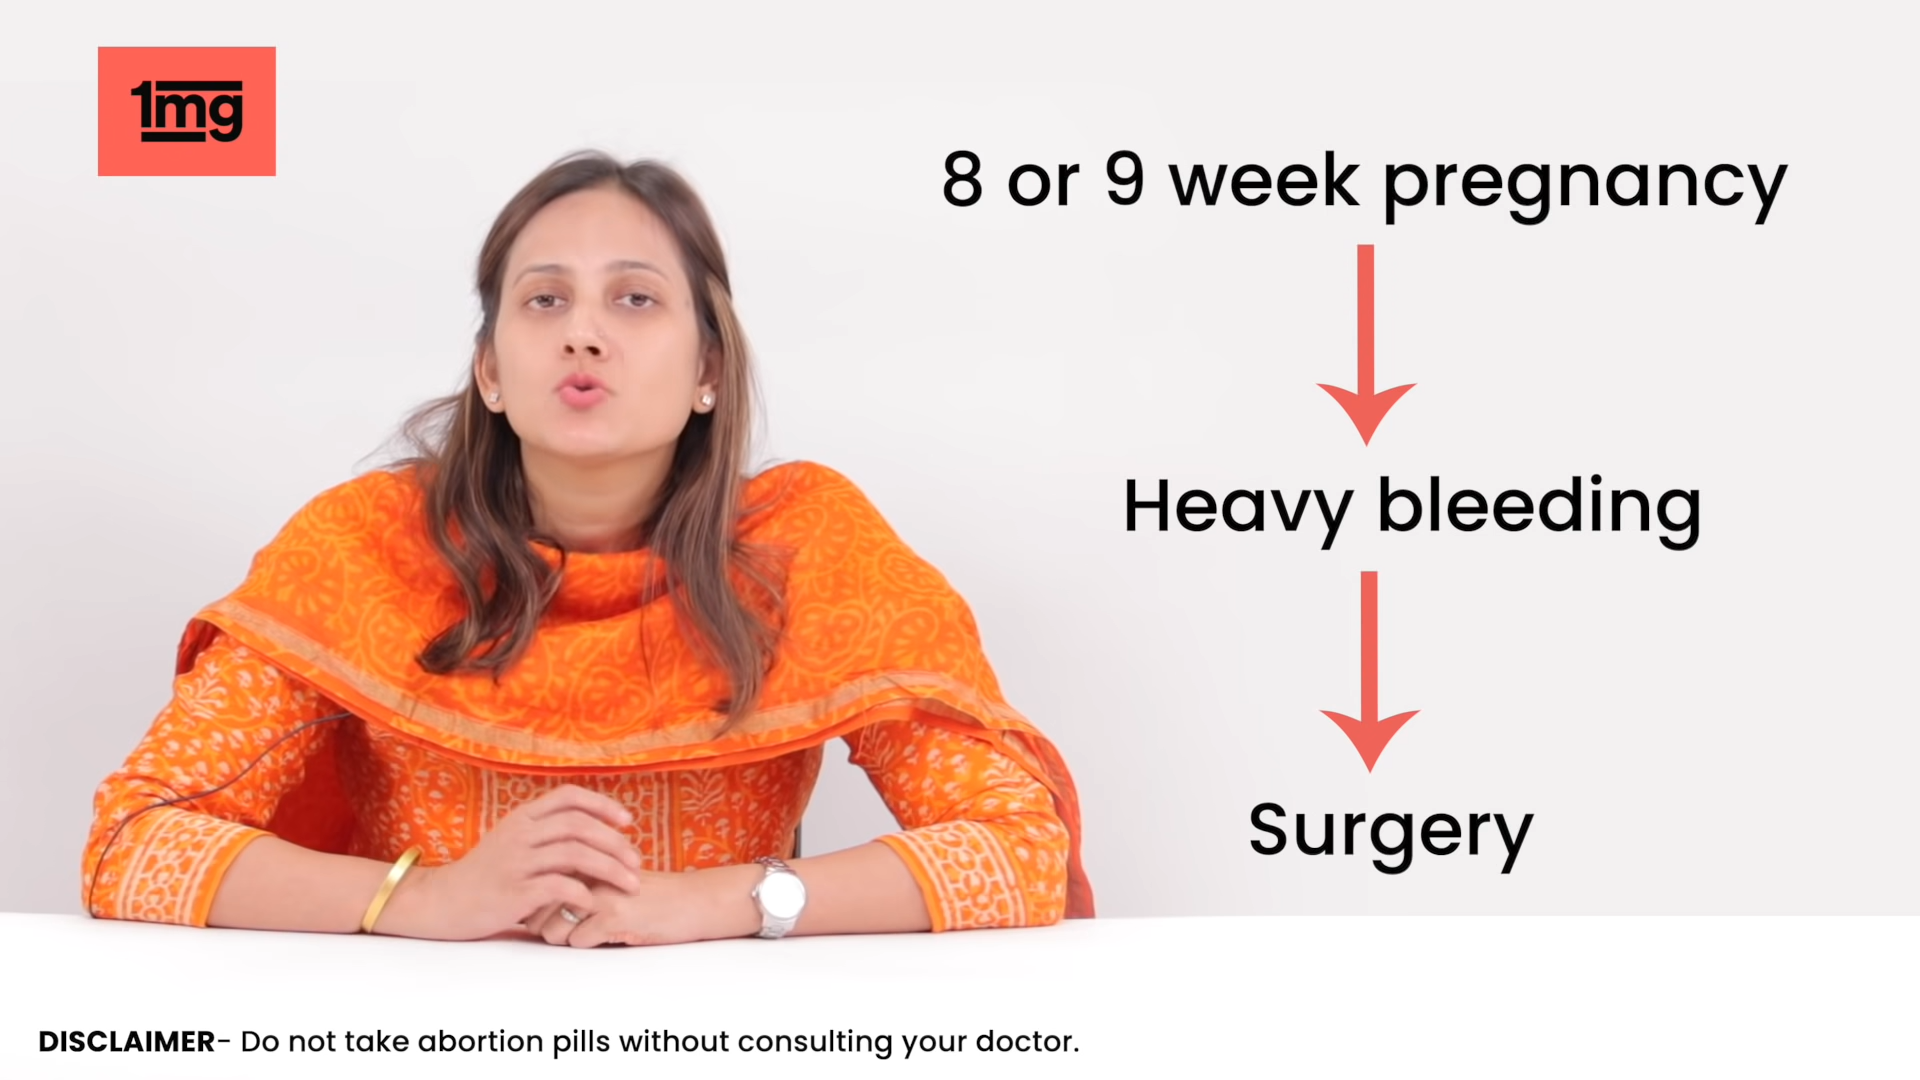 1mg
8 or 9 week pregnancy
Heavy bleeding
Surgery
DISCLAIMER- Do not take abortion pills without consulting your doctor.